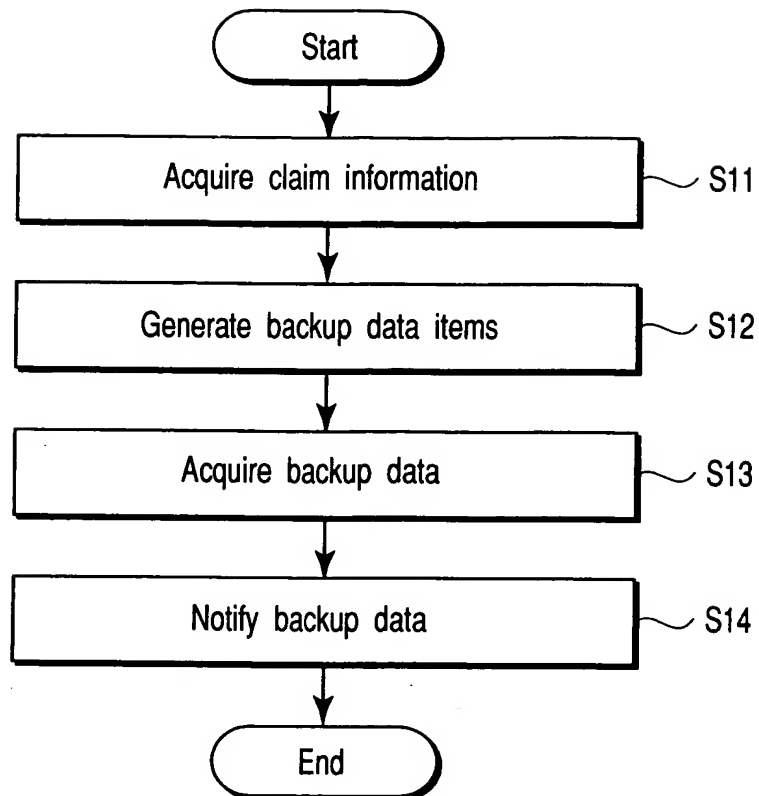 Start
Acquire claim information
S11
Generate backup data items
S12
Acquire backup data
S13
Notify backup data
S14
End